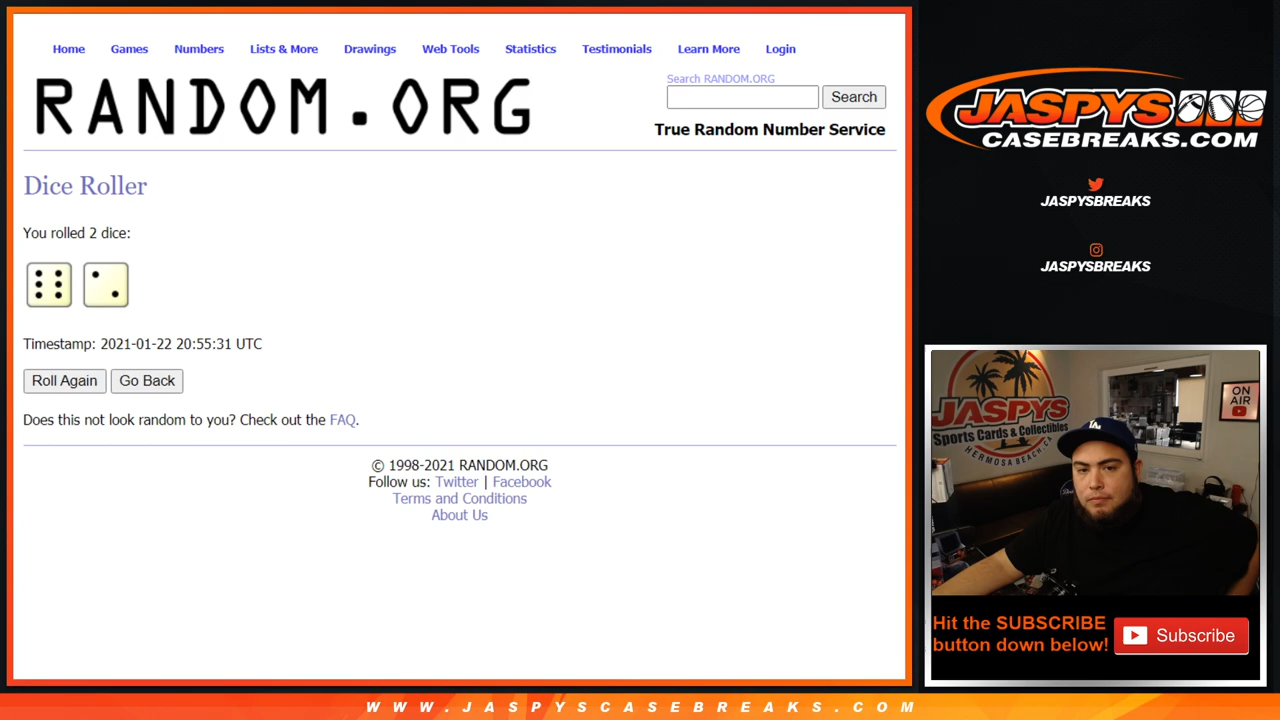 Home Games Numbers Lists & More Drawings Web Tools Statistics Testimonials Learn More Login
RANDOM.ORG
Search RANDOM.ORG
Search
True Random Number Service
Dice Roller
You rolled 2 dice:
Timestamp: 2021-01-22 20:55:31 UTC
Roll Again Go Back
Does this not look random to you? Check out the FAQ.
© 1998-2021 RANDOM.ORG
Follow us: Twitter | Facebook
Terms and Conditions
About Us
JASPYS
CASEBREAKS.COM
JASPYSBREAKS
JASPYSBREAKS
JASPYS
Sports Cards & Collectibles
HERMOSA BEACH, CA
ON
AIR
LA
Hit the SUBSCRIBE
button down below!
Subscribe
WWW.JASPYSCASEBREAKS.COM